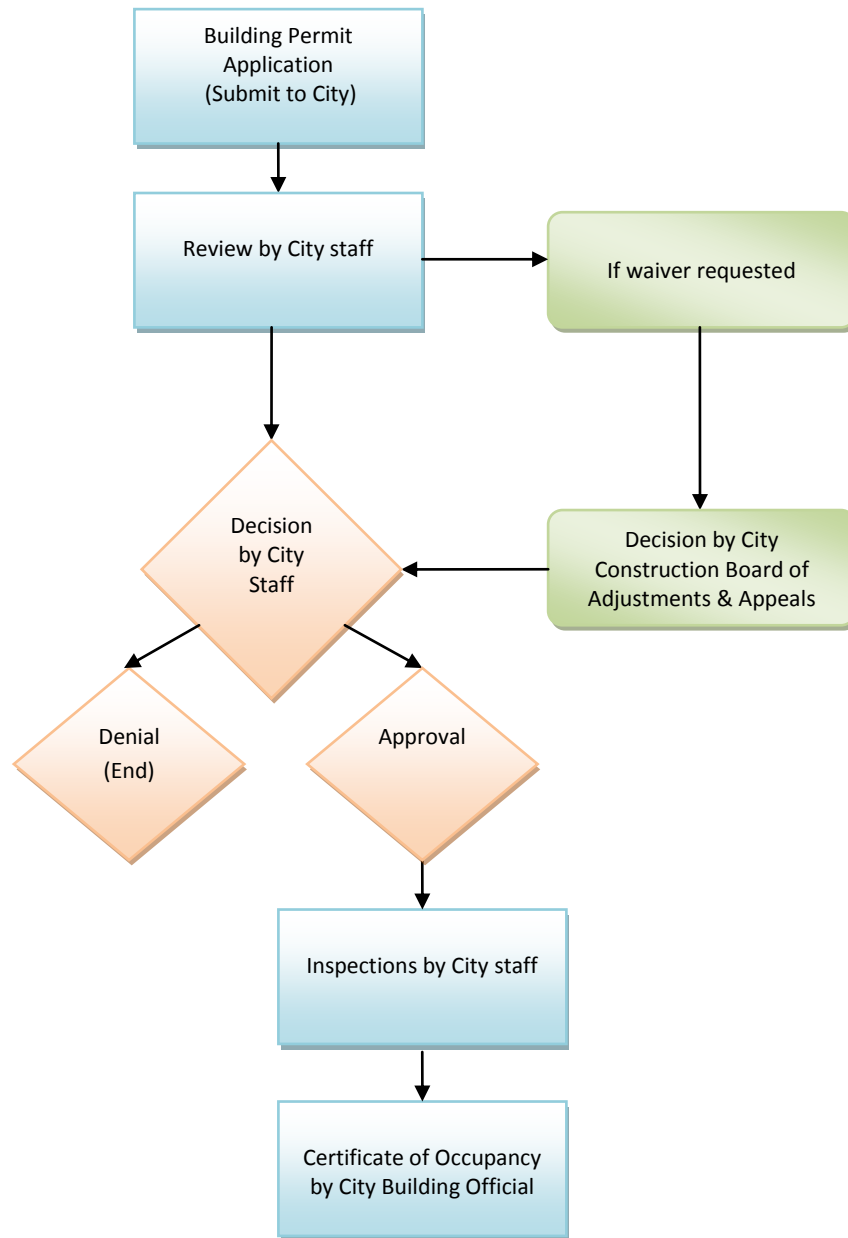 Building Permit
Application
(Submit to City)
Review by City staff
If waiver requested
Decision
by City
Staff
Decision by City
Construction Board of
Adjustments & Appeals
Denial
(End)
Approval
Inspections by City staff
Certificate of Occupancy
by City Building Official